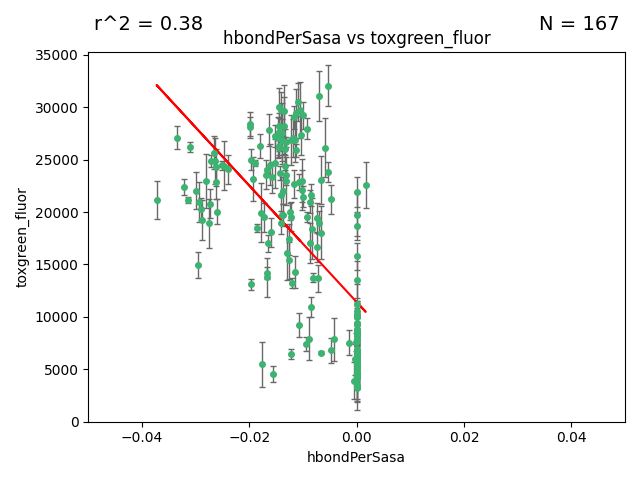 r^2 = 0.38
N = 167
hbondPerSasa vs toxgreen_fluor
35000
30000
25000
20000
15000
10000
5000
0
toxgreen_fluor
−0.04
−0.02
0.00
0.02
0.04
hbondPerSasa